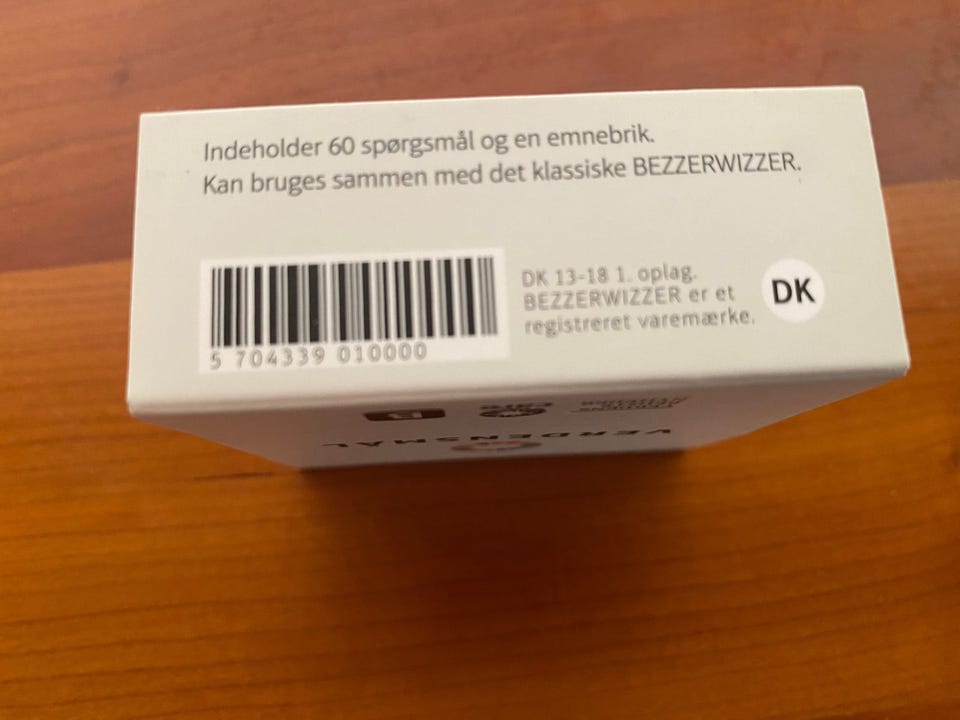 Indeholder 60 spørgsmål og en emnebrik.
Kan bruges sammen med det klassiske BEZZERWIZZER.
5 704339 010000
DK 13-18 1. oplag.
BEZZERWIZZER er et
registreret varemærke.
DK
VERDENSMÅL